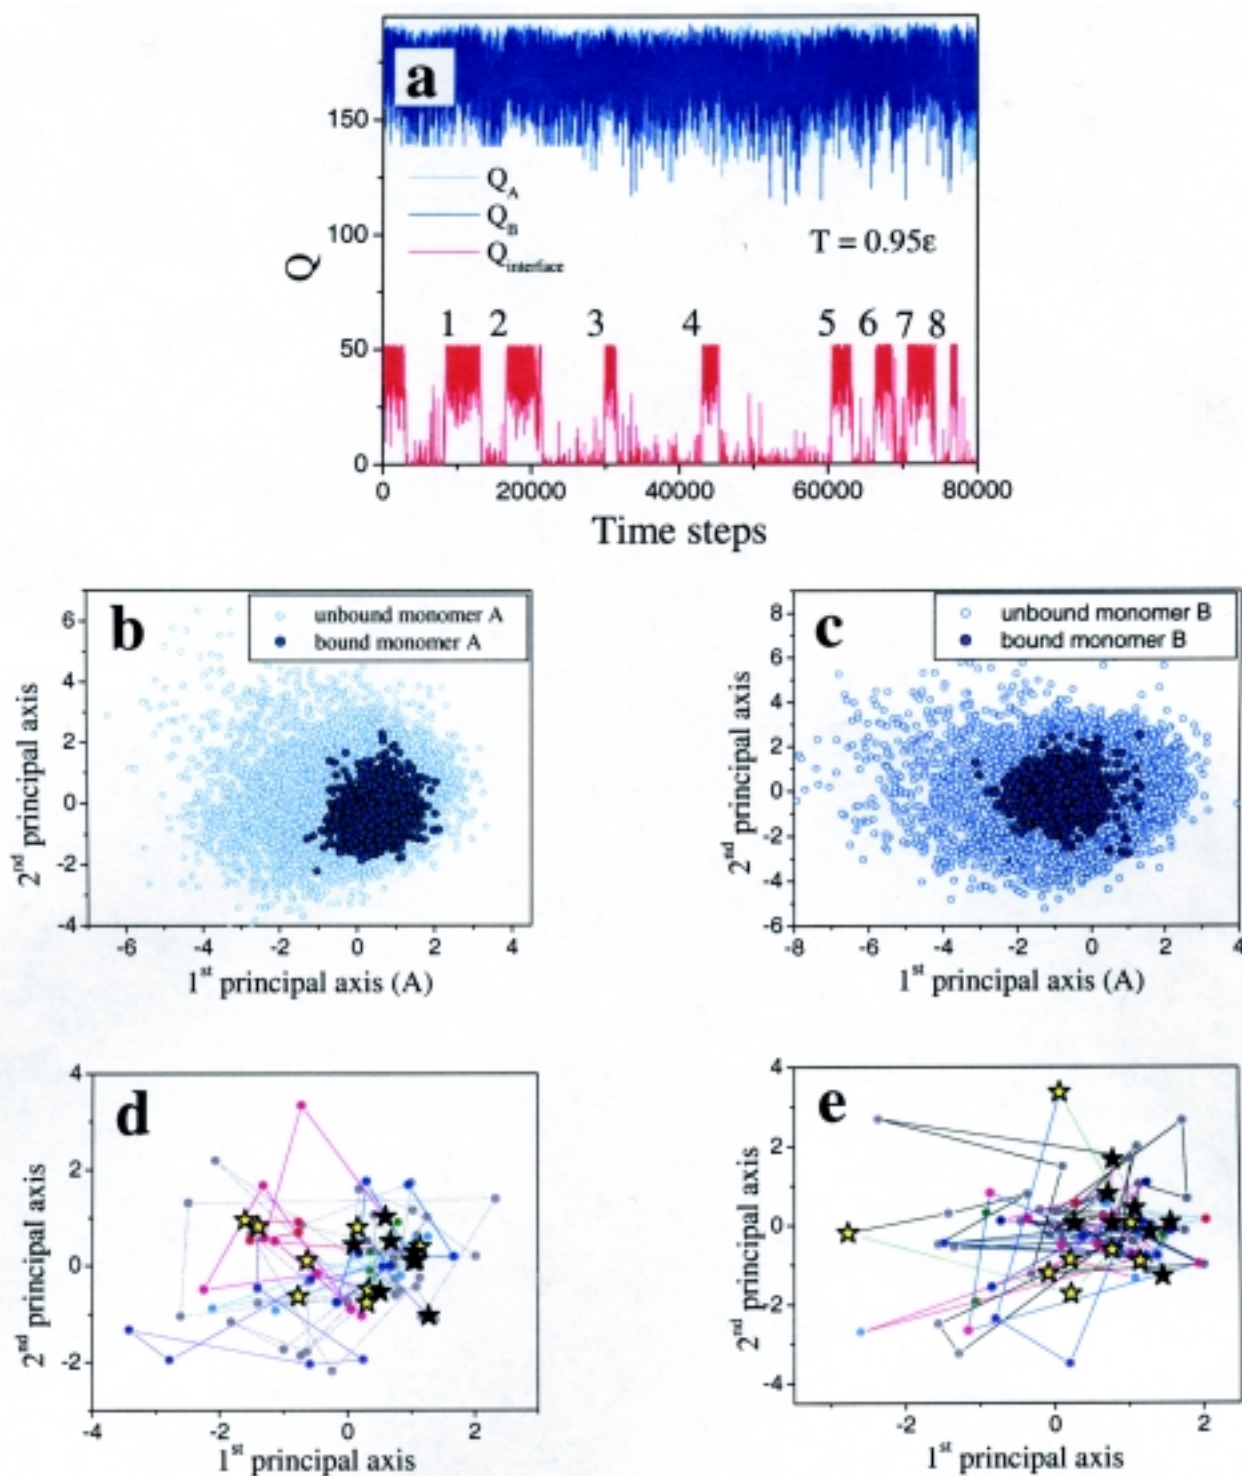 a
150
100
50
0
Q
Q_A
Q_B
Q_interface
T = 0.95ε
1 2 3 4 5 6 7 8
0 20000 40000 60000 80000
Time steps
b
unbound monomer A
bound monomer A
6
4
2
0
-2
-4
2nd principal axis
-6 -4 -2 0 2 4
1st principal axis (A)
c
unbound monomer B
bound monomer B
8
6
4
2
0
-2
-4
-6
2nd principal axis
-8 -6 -4 -2 0 2 4
1st principal axis (A)
d
4
2
0
-2
2nd principal axis
-4 -2 0 2
1st principal axis
e
4
2
0
-2
-4
2nd principal axis
-2 0 2
1st principal axis